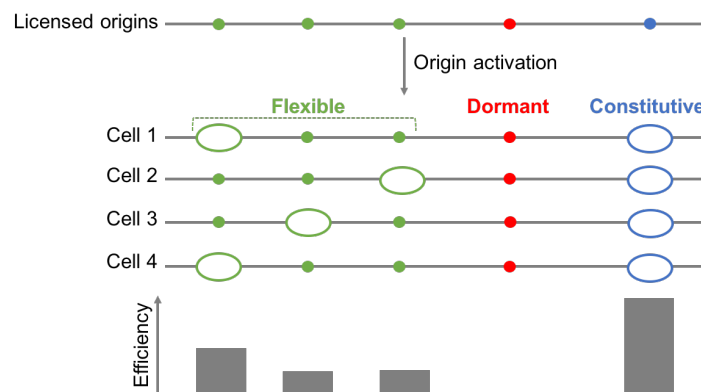 Licensed origins
Origin activation
Flexible Dormant Constitutive
Cell 1
Cell 2
Cell 3
Cell 4
Efficiency